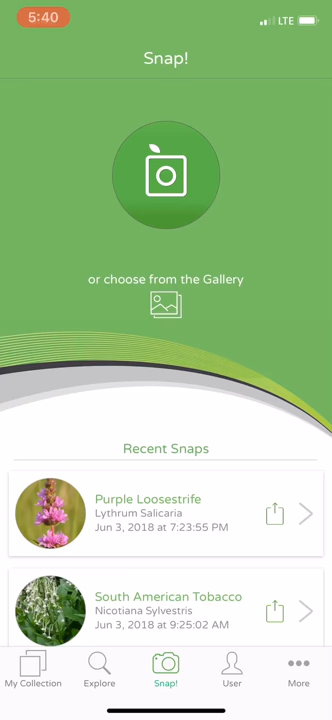 5:40
LTE
Snap!
or choose from the Gallery
Recent Snaps
Purple Loosestrife
Lythrum Salicaria
Jun 3, 2018 at 7:23:55 PM
South American Tobacco
Nicotiana Sylvestris
Jun 3, 2018 at 9:25:02 AM
My Collection
Explore
Snap!
User
More